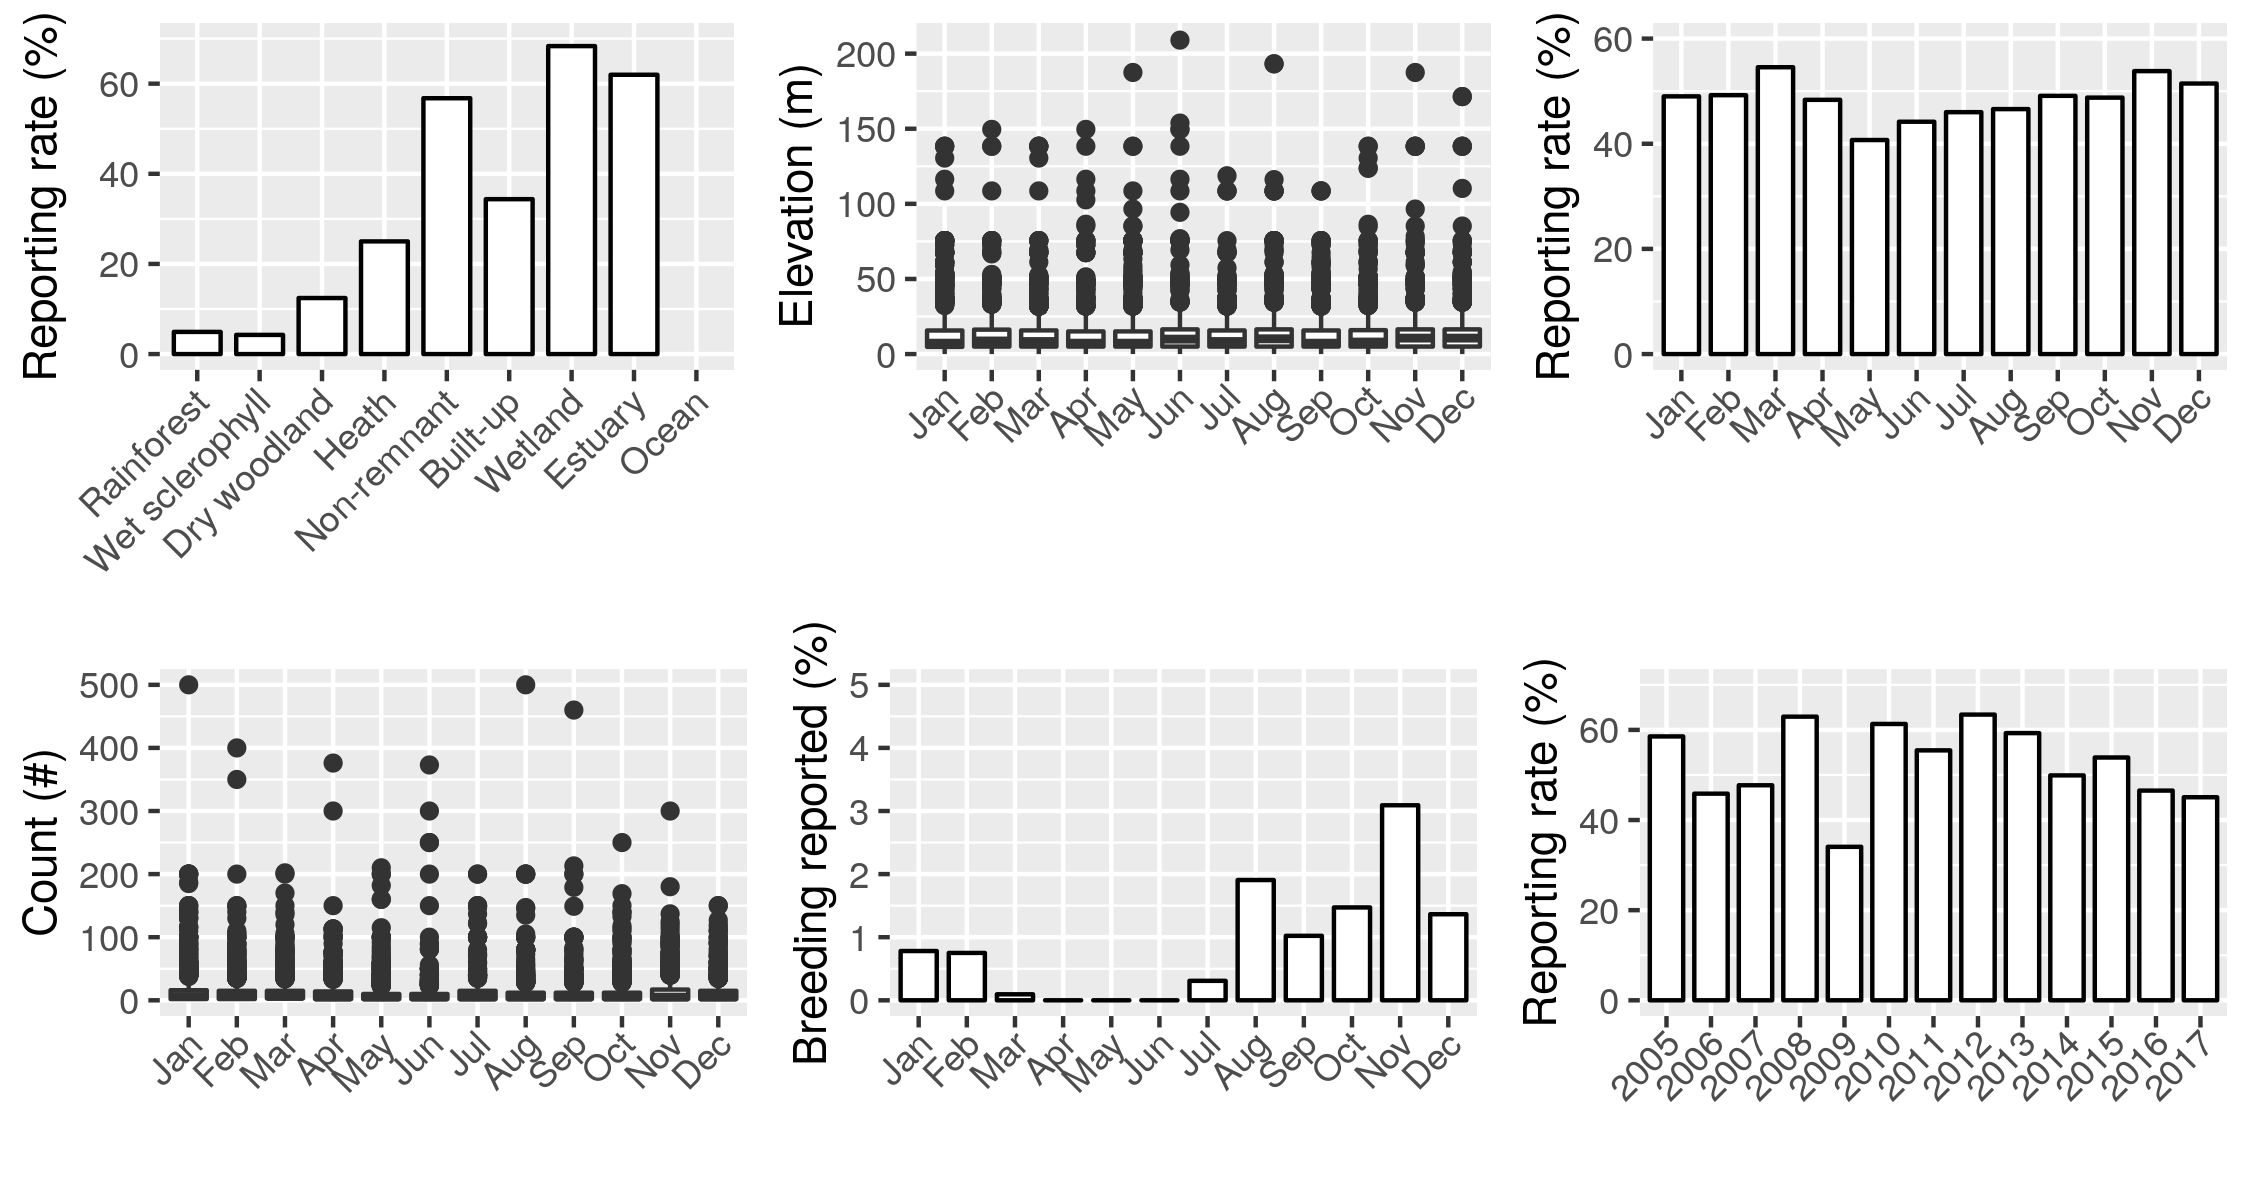 Reporting rate (%)
60
40
20
0
Rainforest
Wet sclerophyll
Dry woodland
Heath
Non-remnant
Built-up
Wetland
Estuary
Ocean
Elevation (m)
200
150
100
50
0
Jan
Feb
Mar
Apr
May
Jun
Jul
Aug
Sep
Oct
Nov
Dec
Reporting rate (%)
60
40
20
0
Jan
Feb
Mar
Apr
May
Jun
Jul
Aug
Sep
Oct
Nov
Dec
Count (#)
500
400
300
200
100
0
Jan
Feb
Mar
Apr
May
Jun
Jul
Aug
Sep
Oct
Nov
Dec
Breeding reported (%)
5
4
3
2
1
0
Jan
Feb
Mar
Apr
May
Jun
Jul
Aug
Sep
Oct
Nov
Dec
Reporting rate (%)
60
40
20
0
2005
2006
2007
2008
2009
2010
2011
2012
2013
2014
2015
2016
2017